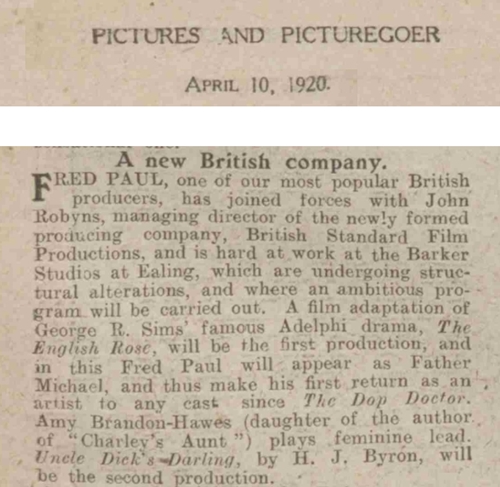 PICTURES AND PICTUREGOER
APRIL 10, 1920.
A new British company.
FRED PAUL, one of our most popular British
producers, has joined forces with John
Robyns, managing director of the newly formed
producing company, British Standard Film
Productions, and is hard at work at the Barker
Studios at Ealing, which are undergoing struc-
tural alterations, and where an ambitious pro-
gram will be carried out. A film adaptation of
George R. Sims' famous Adelphi drama, The
English Rose, will be the first production, and
in this Fred Paul will appear as Father
Michael, and thus make his first return as an
artist to any cast since The Dop Doctor.
Amy Brandon-Hawes (daughter of the author
of "Charley's Aunt") plays feminine lead.
Uncle Dick's Darling, by H. J. Byron, will
be the second production.